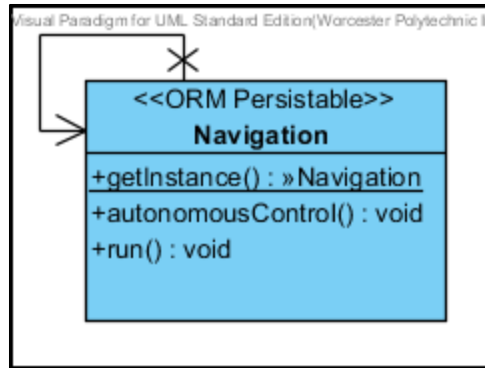 Visual Paradigm for UML Standard Edition(Worcester Polytechnic I
<<ORM Persistable>>
Navigation
+getInstance() : »Navigation
+autonomousControl() : void
+run() : void